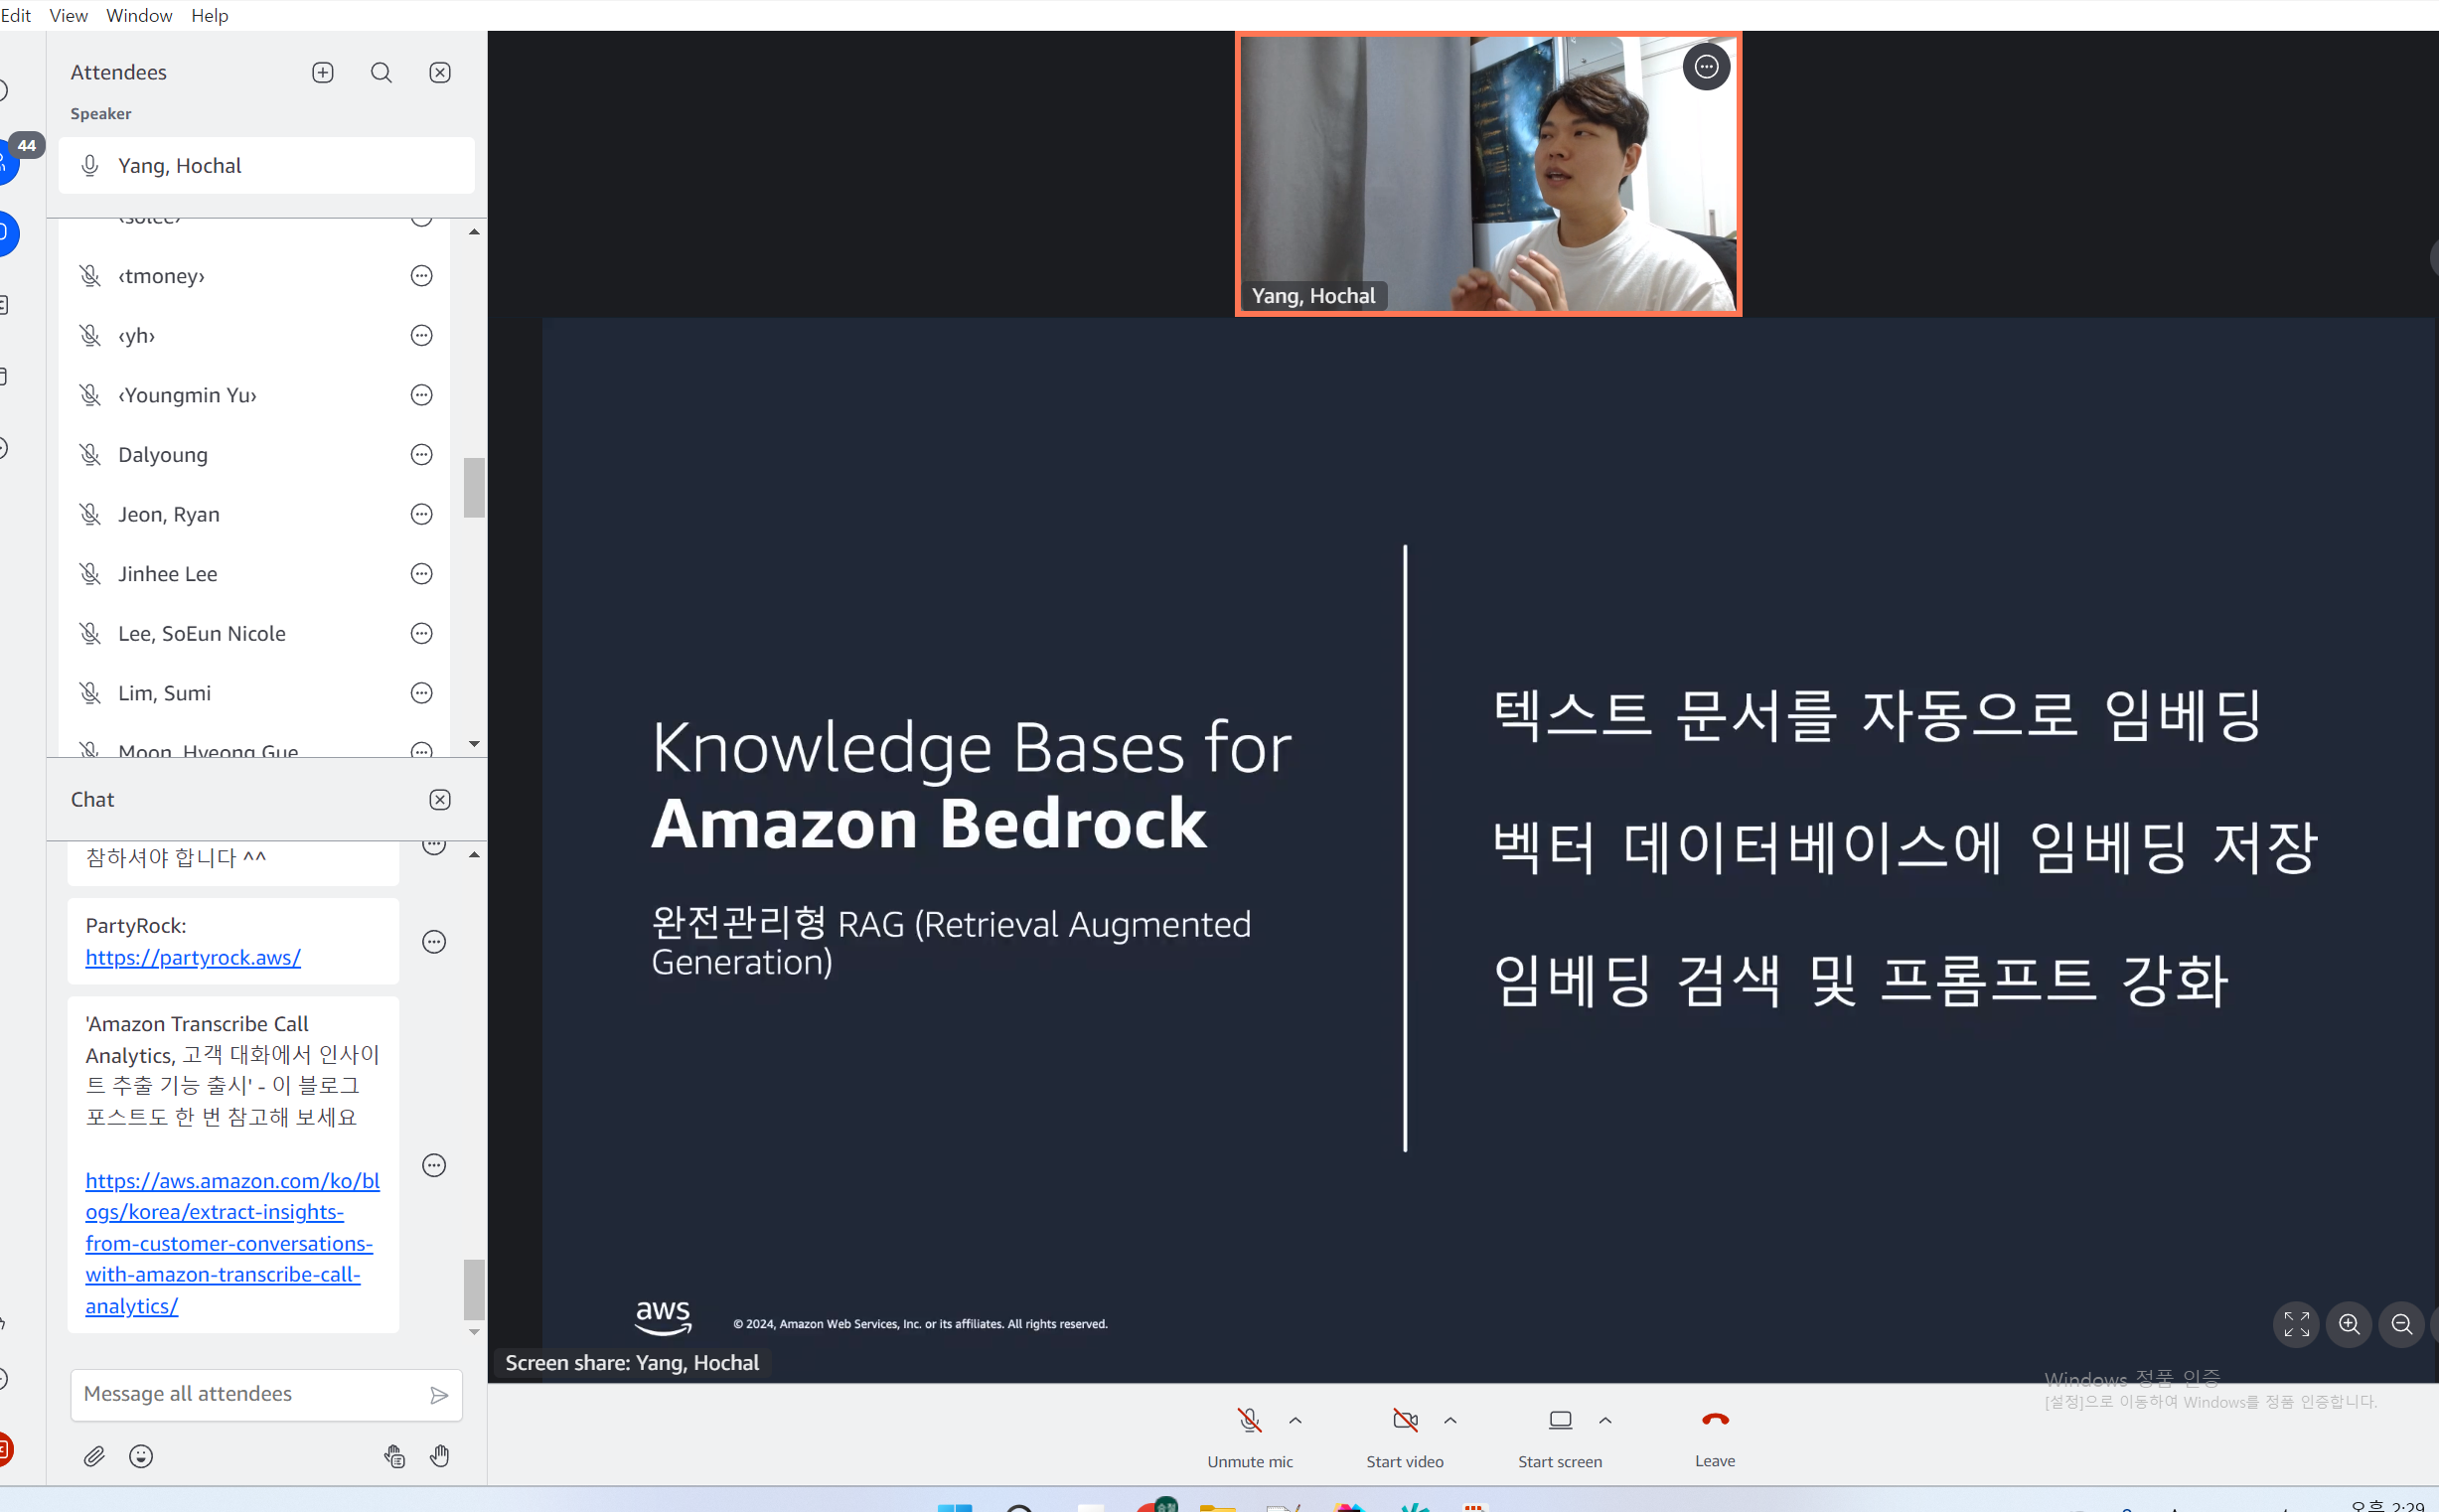 Edit View Window Help
Attendees
Speaker
44
Yang, Hochal
‹solee›
‹tmoney›
‹yh›
‹Youngmin Yu›
Dalyoung
Jeon, Ryan
Jinhee Lee
Lee, SoEun Nicole
Lim, Sumi
Moon, Hyeong Gue
Chat
참하셔야 합니다 ^^
PartyRock:
https://partyrock.aws/
'Amazon Transcribe Call
Analytics, 고객 대화에서 인사이
트 추출 기능 출시' - 이 블로그
포스트도 한 번 참고해 보세요
https://aws.amazon.com/ko/bl
ogs/korea/extract-insights-
from-customer-conversations-
with-amazon-transcribe-call-
analytics/
Message all attendees
Yang, Hochal
Knowledge Bases for
Amazon Bedrock
완전관리형 RAG (Retrieval Augmented
Generation)
텍스트 문서를 자동으로 임베딩
벡터 데이터베이스에 임베딩 저장
임베딩 검색 및 프롬프트 강화
aws
© 2024, Amazon Web Services, Inc. or its affiliates. All rights reserved.
Screen share: Yang, Hochal
Windows 정품 인증
[설정]으로 이동하여 Windows를 정품 인증합니다.
Unmute mic
Start video
Start screen
Leave
오후 2:29